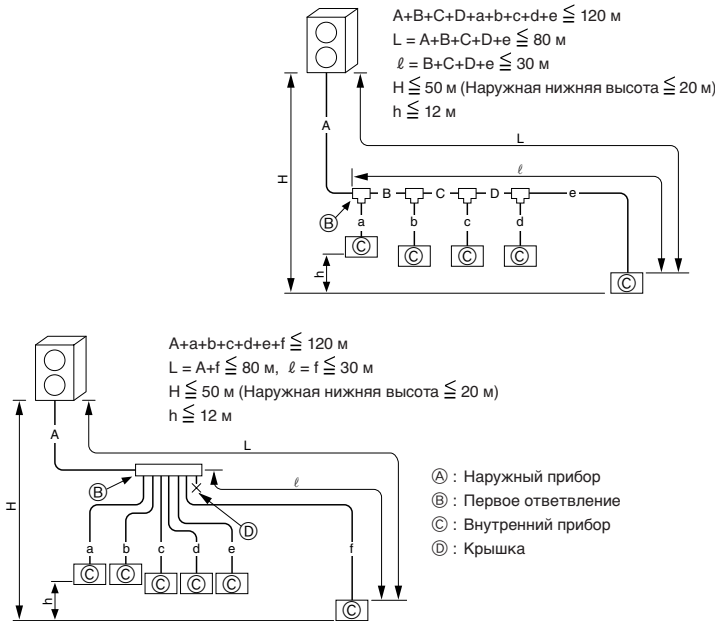 A+B+C+D+a+b+c+d+e ≦ 120 м
L = A+B+C+D+e ≦ 80 м
ℓ = B+C+D+e ≦ 30 м
H ≦ 50 м (Наружная нижняя высота ≦ 20 м)
h ≦ 12 м
A
L
H
ℓ
B C D e
Ⓑ a b c d
Ⓒ Ⓒ Ⓒ Ⓒ
h
Ⓒ
A+a+b+c+d+e+f ≦ 120 м
L = A+f ≦ 80 м, ℓ = f ≦ 30 м
H ≦ 50 м (Наружная нижняя высота ≦ 20 м)
h ≦ 12 м
A
L
H
Ⓑ ℓ
Ⓓ
a b c d e f
Ⓒ Ⓒ Ⓒ Ⓒ Ⓒ
h
Ⓒ
Ⓐ : Наружный прибор
Ⓑ : Первое ответвление
Ⓒ : Внутренний прибор
Ⓓ : Крышка